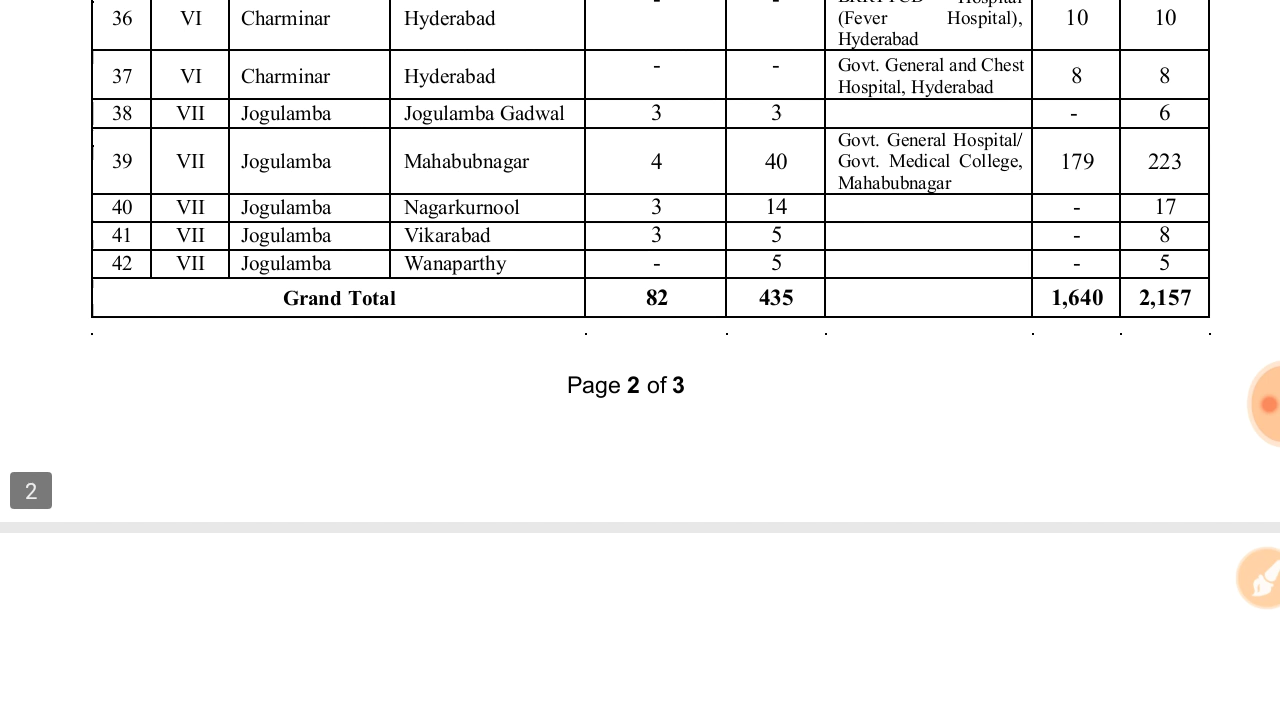 36 VI Charminar Hyderabad - - Hospital (Fever Hospital), Hyderabad 10 10
37 VI Charminar Hyderabad - - Govt. General and Chest Hospital, Hyderabad 8 8
38 VII Jogulamba Jogulamba Gadwal 3 3 - 6
39 VII Jogulamba Mahabubnagar 4 40 Govt. General Hospital/ Govt. Medical College, Mahabubnagar 179 223
40 VII Jogulamba Nagarkurnool 3 14 - 17
41 VII Jogulamba Vikarabad 3 5 - 8
42 VII Jogulamba Wanaparthy - 5 - 5
Grand Total 82 435 1,640 2,157
Page 2 of 3
2